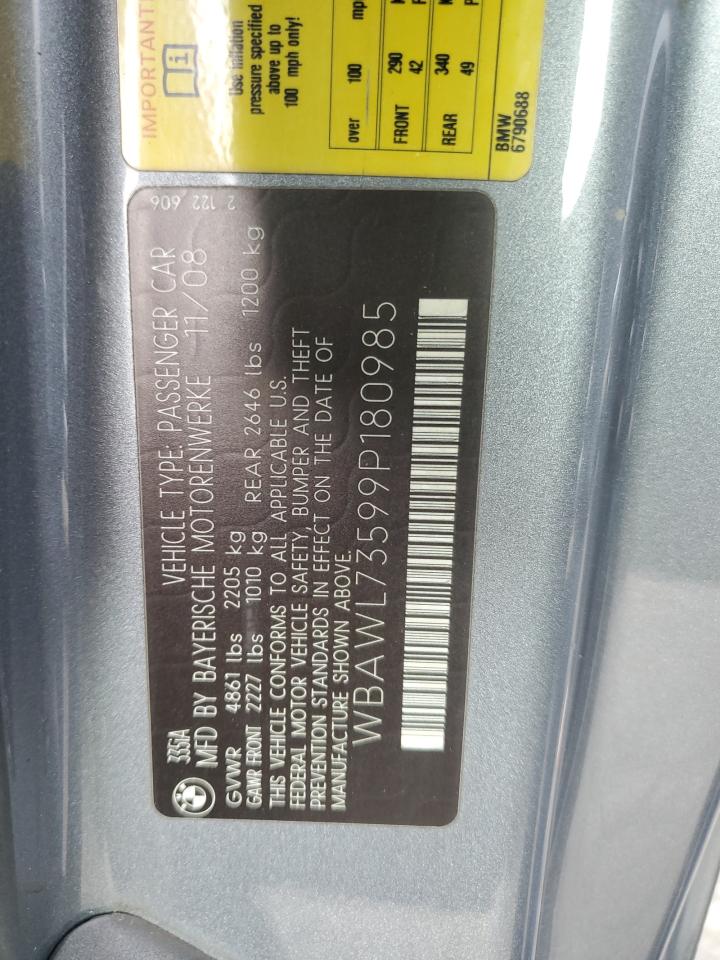 335iA
VEHICLE TYPE: PASSENGER CAR
2 122 606
MFD BY BAYERISCHE MOTORENWERKE 11/08
GVWR 4861 lbs 2205 kg
GAWR FRONT 2227 lbs 1010 kg REAR 2646 lbs 1200 kg
THIS VEHICLE CONFORMS TO ALL APPLICABLE U.S.
FEDERAL MOTOR VEHICLE SAFETY, BUMPER AND THEFT
PREVENTION STANDARDS IN EFFECT ON THE DATE OF
MANUFACTURE SHOWN ABOVE.
WBAWL73599P180985
IMPORTANT
Use inflation
pressure specified
above up to
100 mph only!
over 100 mp
FRONT 290
42
REAR 340
49
BMW
6790688